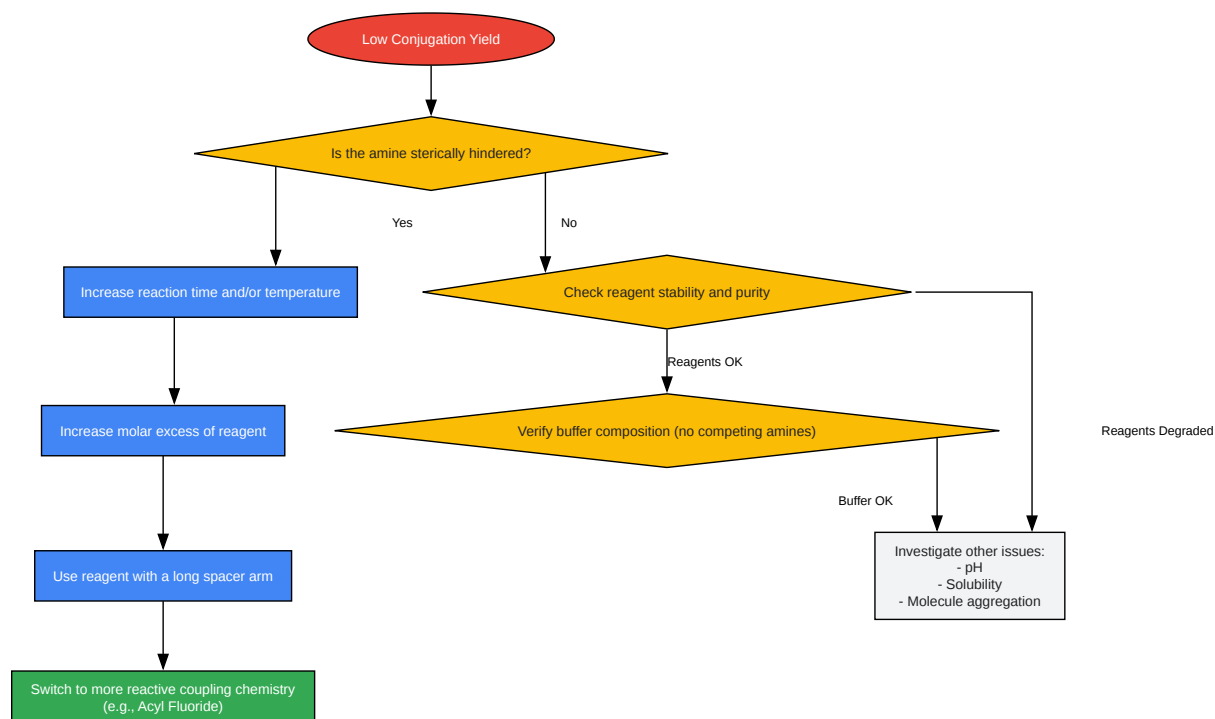 Low Conjugation Yield
Is the amine sterically hindered?
Yes
No
Increase reaction time and/or temperature
Check reagent stability and purity
Reagents OK
Increase molar excess of reagent
Verify buffer composition (no competing amines)
Reagents Degraded
Buffer OK
Investigate other issues:
- pH
- Solubility
- Molecule aggregation
Use reagent with a long spacer arm
Switch to more reactive coupling chemistry
(e.g., Acyl Fluoride)